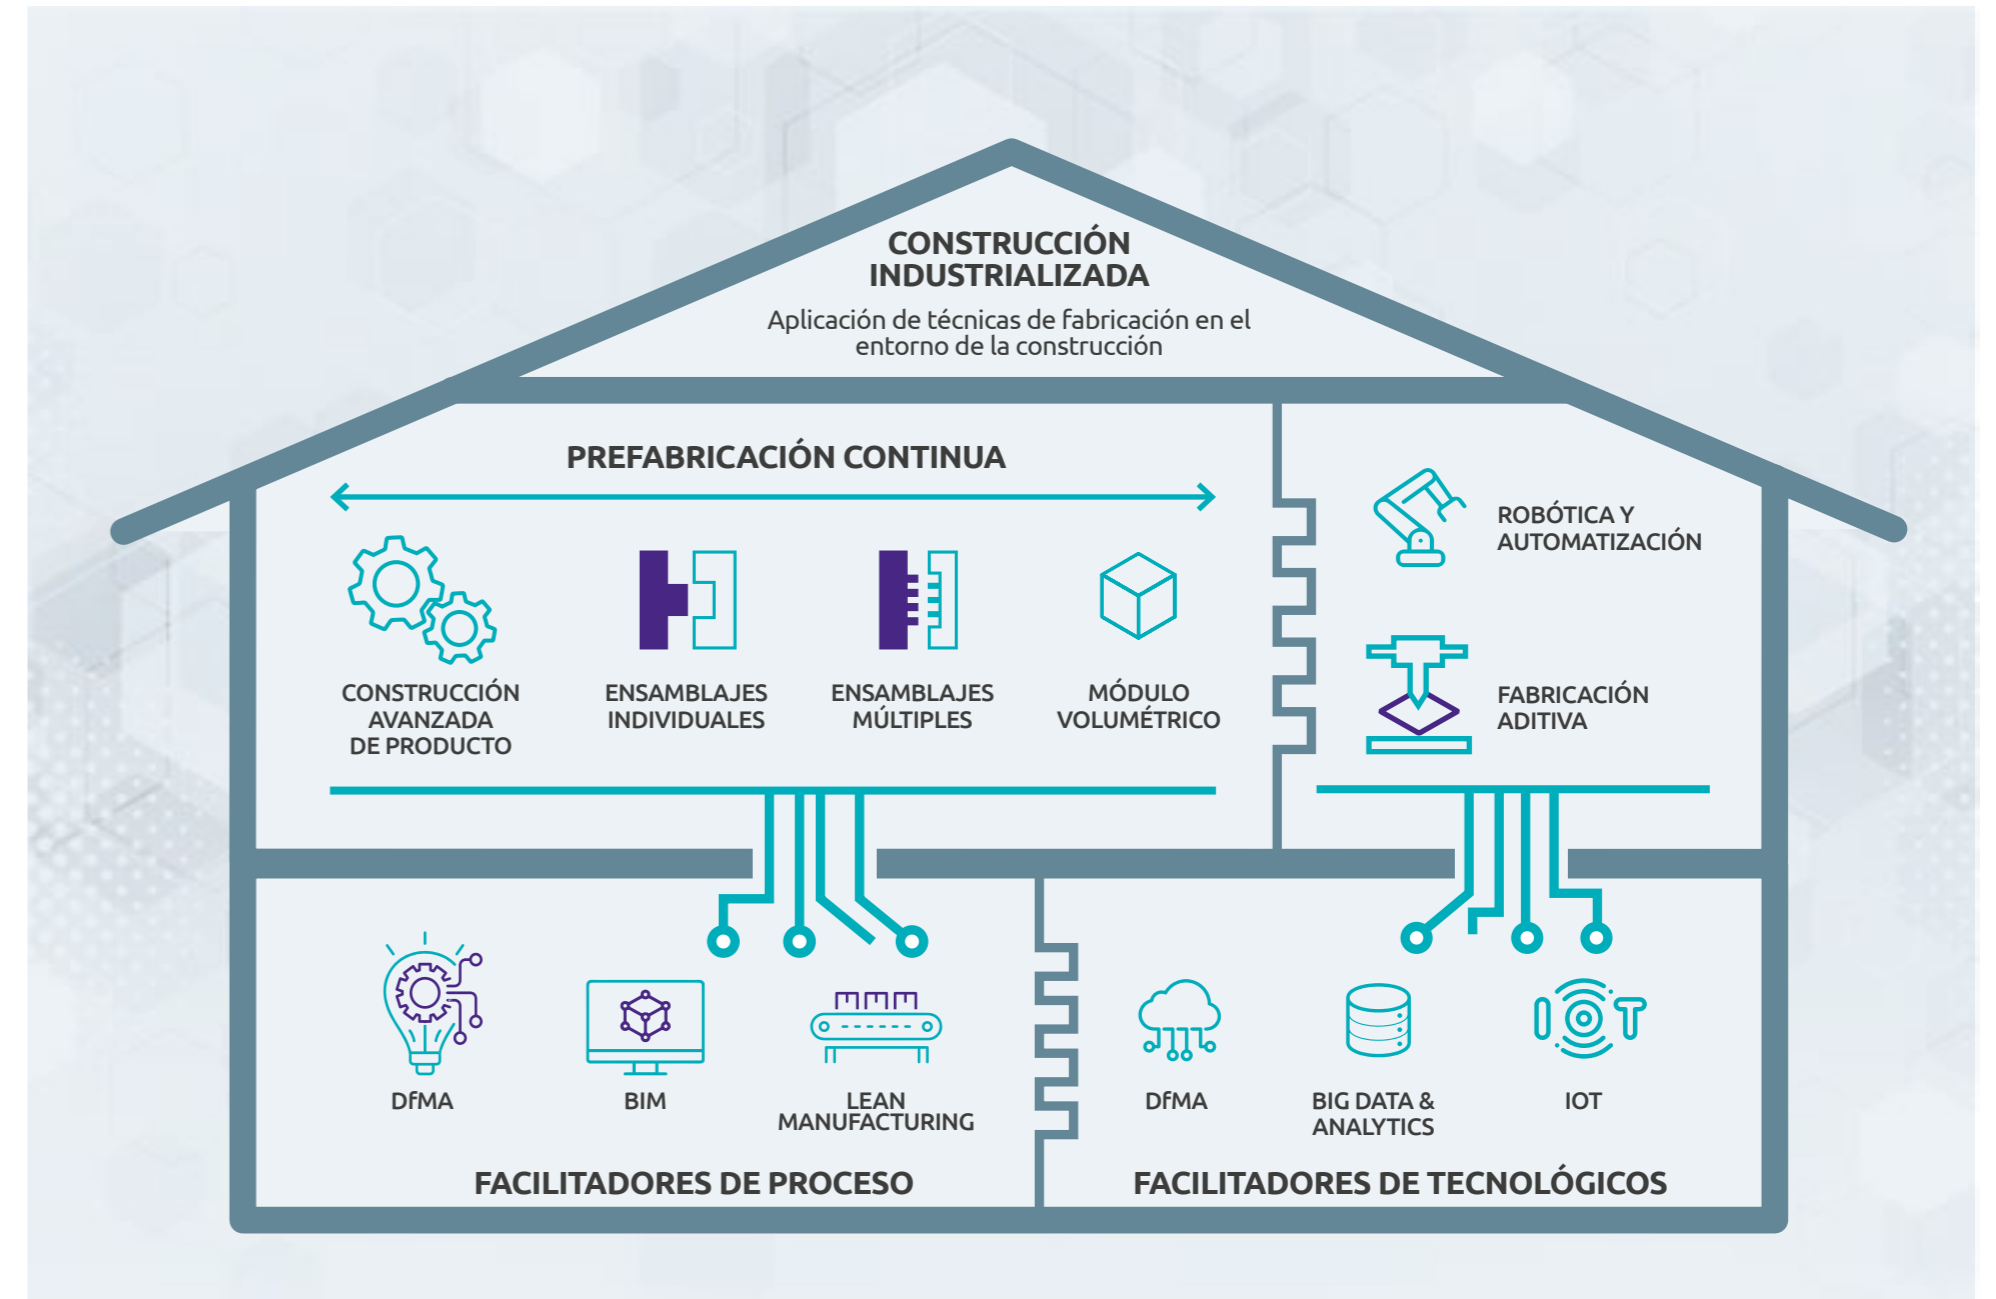 CONSTRUCCIÓN
INDUSTRIALIZADA
Aplicación de técnicas de fabricación en el
entorno de la construcción
PREFABRICACIÓN CONTINUA
CONSTRUCCIÓN
AVANZADA
DE PRODUCTO
ENSAMBLAJES
INDIVIDUALES
ENSAMBLAJES
MÚLTIPLES
MÓDULO
VOLUMÉTRICO
ROBÓTICA Y
AUTOMATIZACIÓN
FABRICACIÓN
ADITIVA
DfMA
BIM
LEAN
MANUFACTURING
FACILITADORES DE PROCESO
DfMA
BIG DATA &
ANALYTICS
IOT
IOT
FACILITADORES DE TECNOLÓGICOS